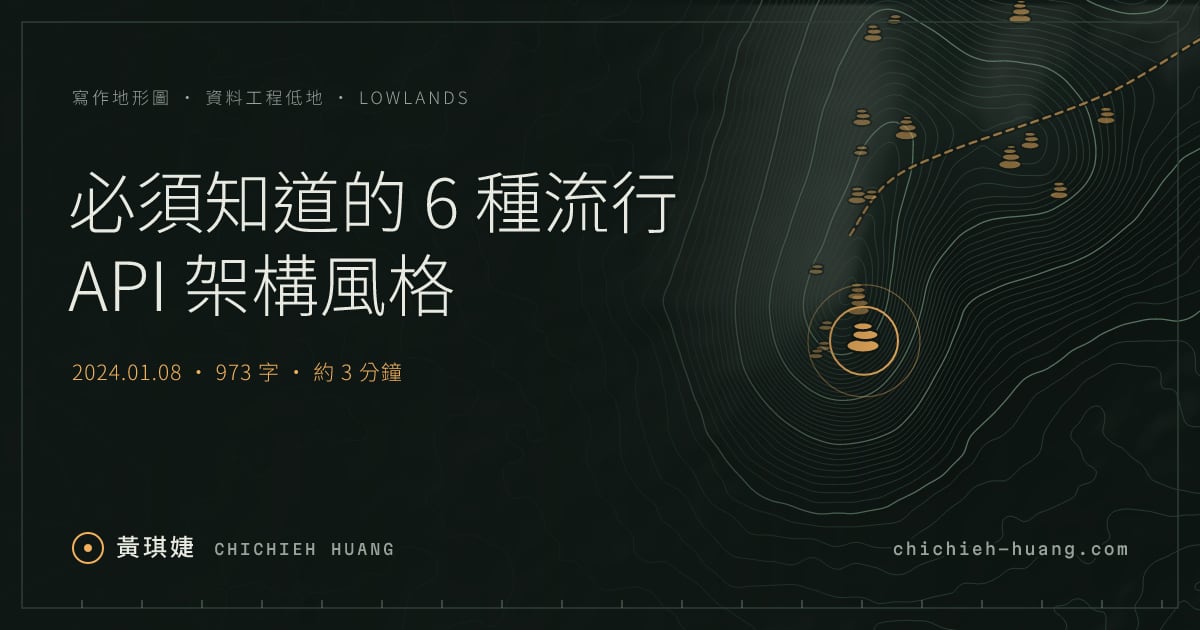 寫作地形圖 · 資料工程低地 · LOWLANDS
必須知道的 6 種流行
API 架構風格
2024.01.08 · 973 字 · 約 3 分鐘
黃琪婕 CHICHIEH HUANG
chichieh-huang.com